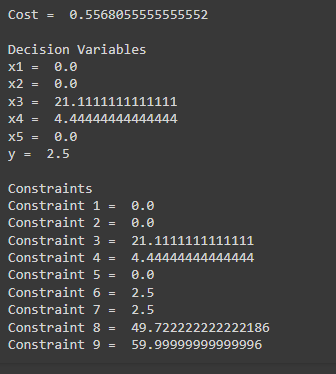 Cost =  0.5568055555555552
Decision Variables
x1 =  0.0
x2 =  0.0
x3 =  21.1111111111111
x4 =  4.44444444444444
x5 =  0.0
y =  2.5
Constraints
Constraint 1 =  0.0
Constraint 2 =  0.0
Constraint 3 =  21.1111111111111
Constraint 4 =  4.44444444444444
Constraint 5 =  0.0
Constraint 6 =  2.5
Constraint 7 =  2.5
Constraint 8 =  49.722222222222186
Constraint 9 =  59.99999999999996